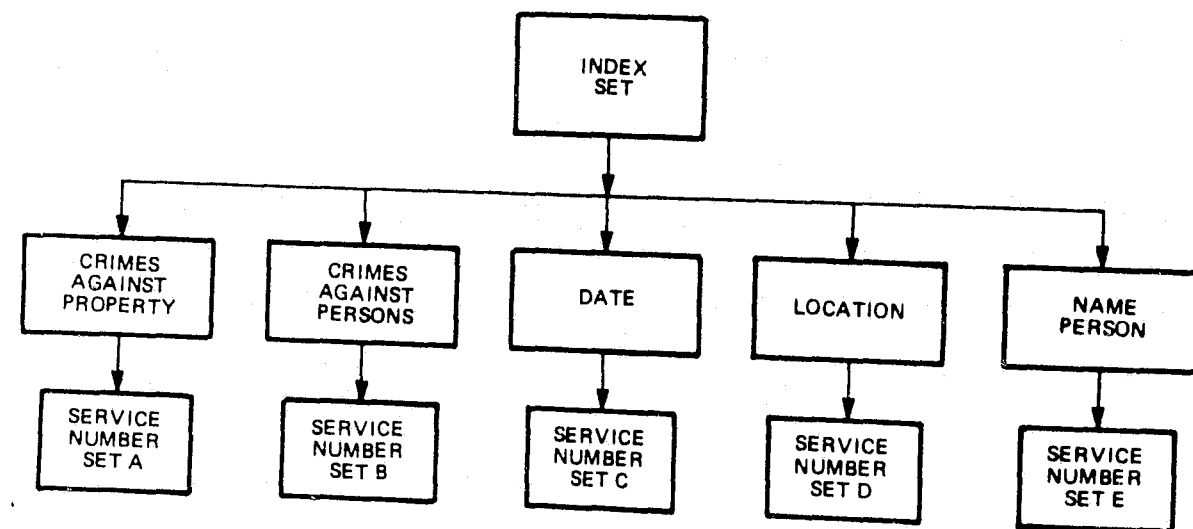 INDEX
SET
CRIMES
AGAINST
PROPERTY
CRIMES
AGAINST
PERSONS
DATE
LOCATION
NAME
PERSON
SERVICE
NUMBER
SET A
SERVICE
NUMBER
SET B
SERVICE
NUMBER
SET C
SERVICE
NUMBER
SET D
SERVICE
NUMBER
SET E